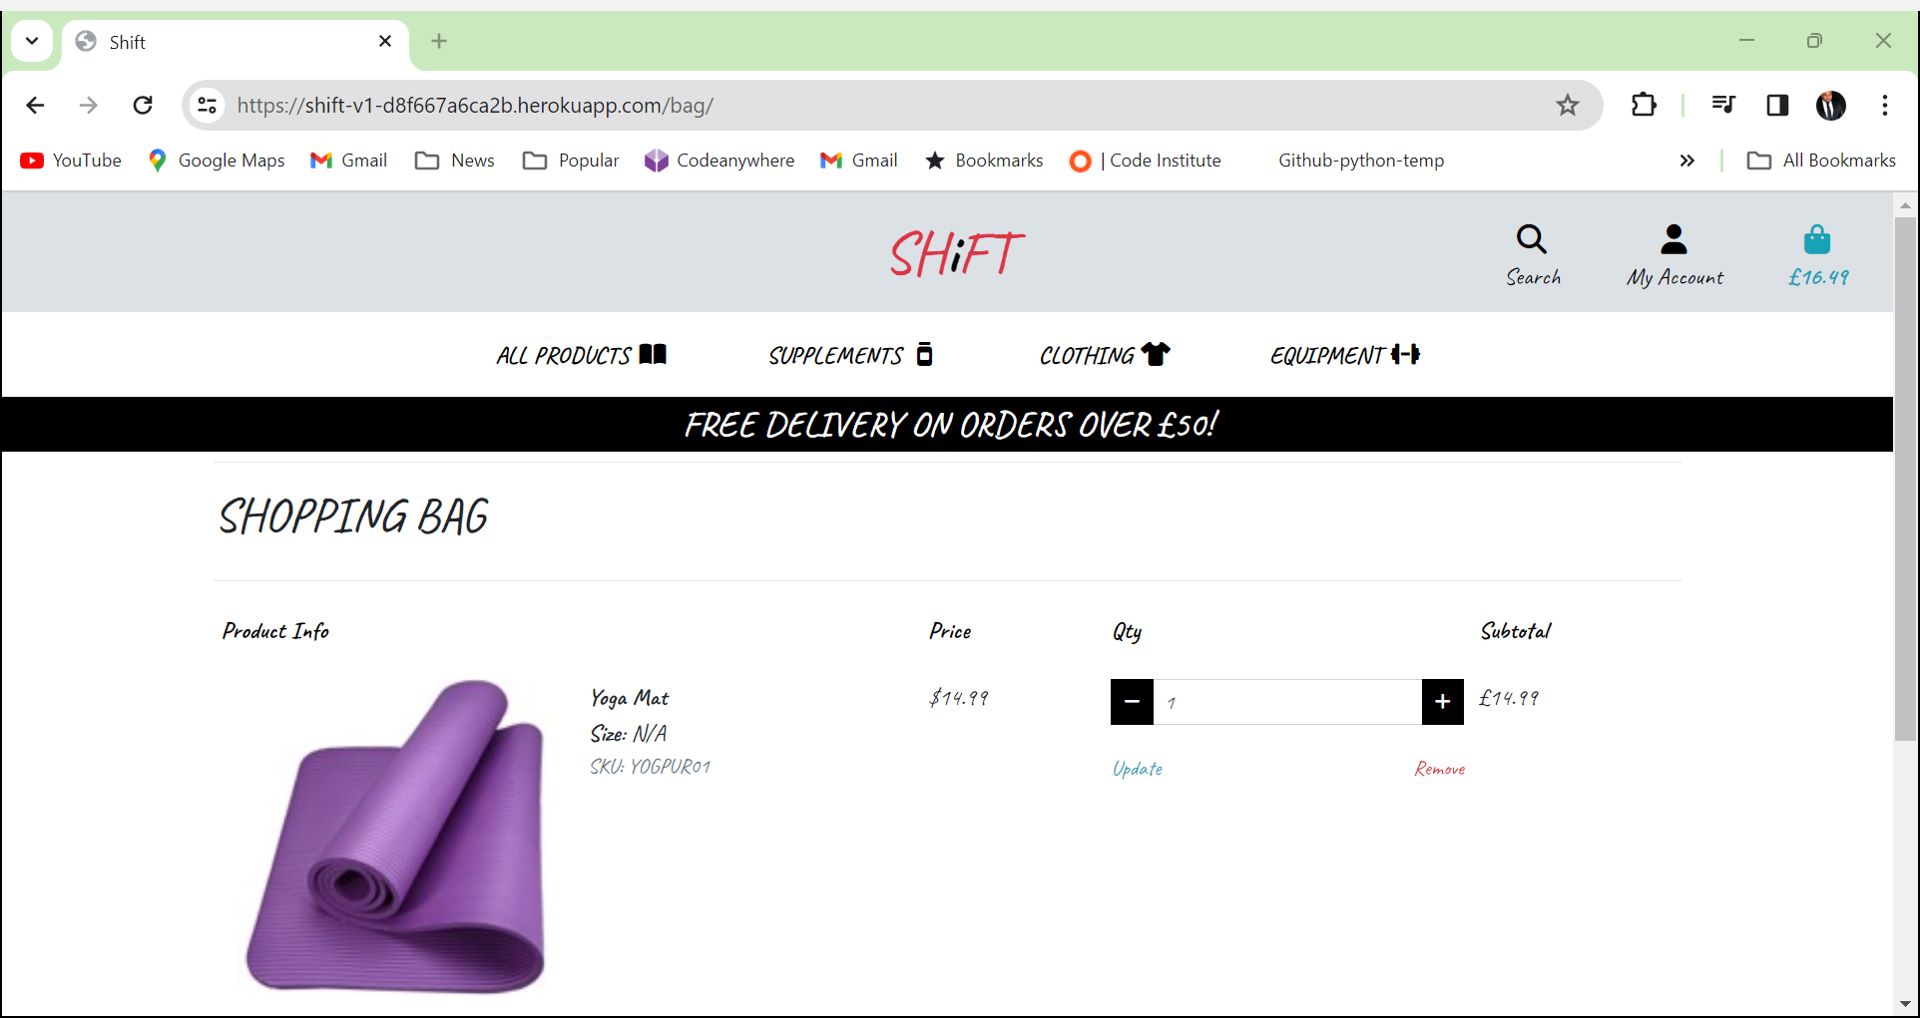 Shift
https://shift-v1-d8f667a6ca2b.herokuapp.com/bag/
YouTube Google Maps Gmail News Popular Codeanywhere Gmail Bookmarks | Code Institute Github-python-temp » All Bookmarks
SHiFT
Search My Account £16.49
ALL PRODUCTS SUPPLEMENTS CLOTHING EQUIPMENT
FREE DELIVERY ON ORDERS OVER £50!
SHOPPING BAG
Product Info Price Qty Subtotal
Yoga Mat $14.99 − 1 + £14.99
Size: N/A
SKU: YOGPUR01 Update Remove